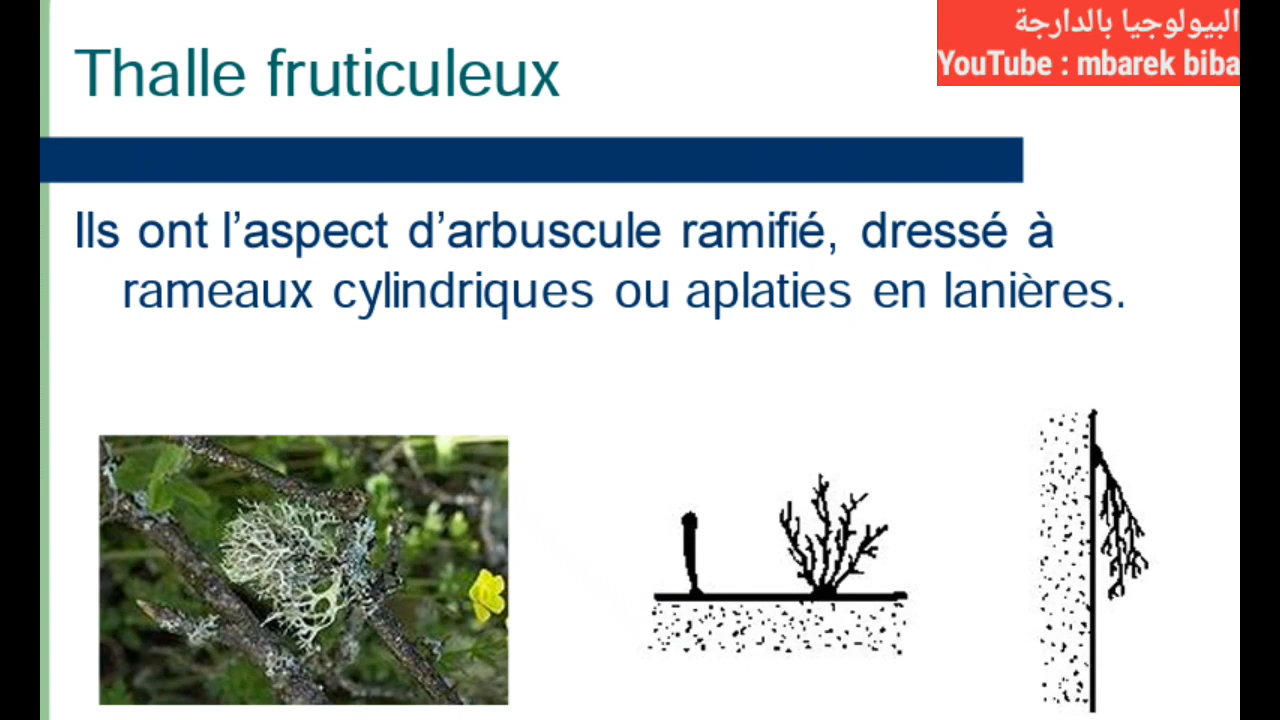 Thalle fruticuleux
البيولوجيا بالدارجة
YouTube : mbarek biba
Ils ont l’aspect d’arbuscule ramifié, dressé à
rameaux cylindriques ou aplaties en lanières.